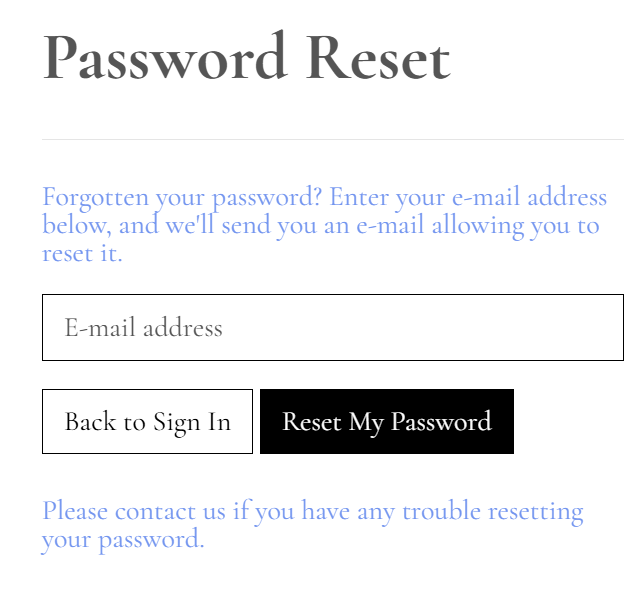 Password Reset
Forgotten your password? Enter your e-mail address
below, and we'll send you an e-mail allowing you to
reset it.
E-mail address
Back to Sign In
Reset My Password
Please contact us if you have any trouble resetting
your password.